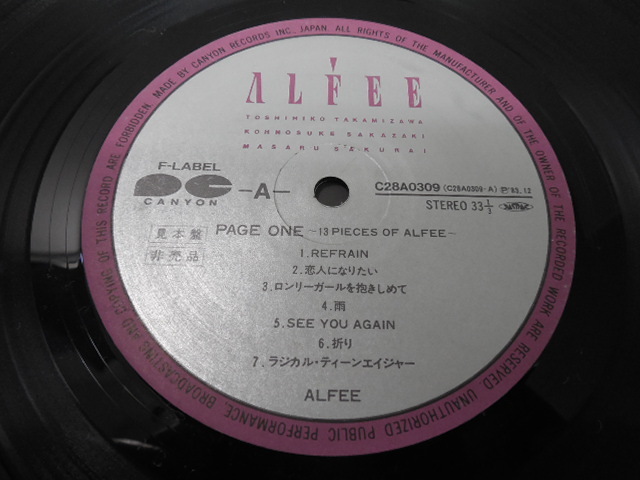 MADE BY CANYON RECORDS INC. JAPAN. ALL RIGHTS OF THE MANUFACTURER AND OF THE OWNER OF THE RECORDED WORK ARE RESERVED UNAUTHORIZED PUBLIC PERFORMANCE BROADCASTING AND COPYING OF THIS RECORD ARE FORBIDDEN.
ALFEE
TOSHIHIKO TAKAMIZAWA
KOHNOSUKE SAKAZAKI
MASARU SEKURAI
F-LABEL
CANYON
-A-
C28A0309 (C28A0309-A) Ⓟ'83.12
STEREO 33 1/3
見本盤
非売品
PAGE ONE ~13 PIECES OF ALFEE~
1. REFRAIN
2. 恋人になりたい
3. ロンリーガールを抱きしめて
4. 雨
5. SEE YOU AGAIN
6. 祈り
7. ラジカル・ティーンエイジャー
ALFEE